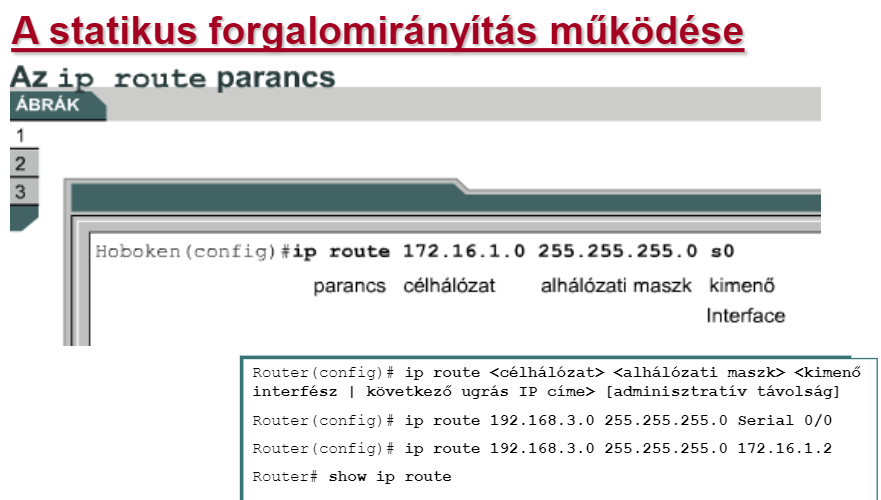 A statikus forgalomirányítás működése
Az ip route parancs
ÁBRÁK
1
2
3
Hoboken(config)#ip route 172.16.1.0 255.255.255.0 s0
parancs célhálózat alhálózati maszk kimenő
Interface
Router(config)# ip route <célhálózat> <alhálózati maszk> <kimenő
interfész | következő ugrás IP címe> [adminisztratív távolság]
Router(config)# ip route 192.168.3.0 255.255.255.0 Serial 0/0
Router(config)# ip route 192.168.3.0 255.255.255.0 172.16.1.2
Router# show ip route